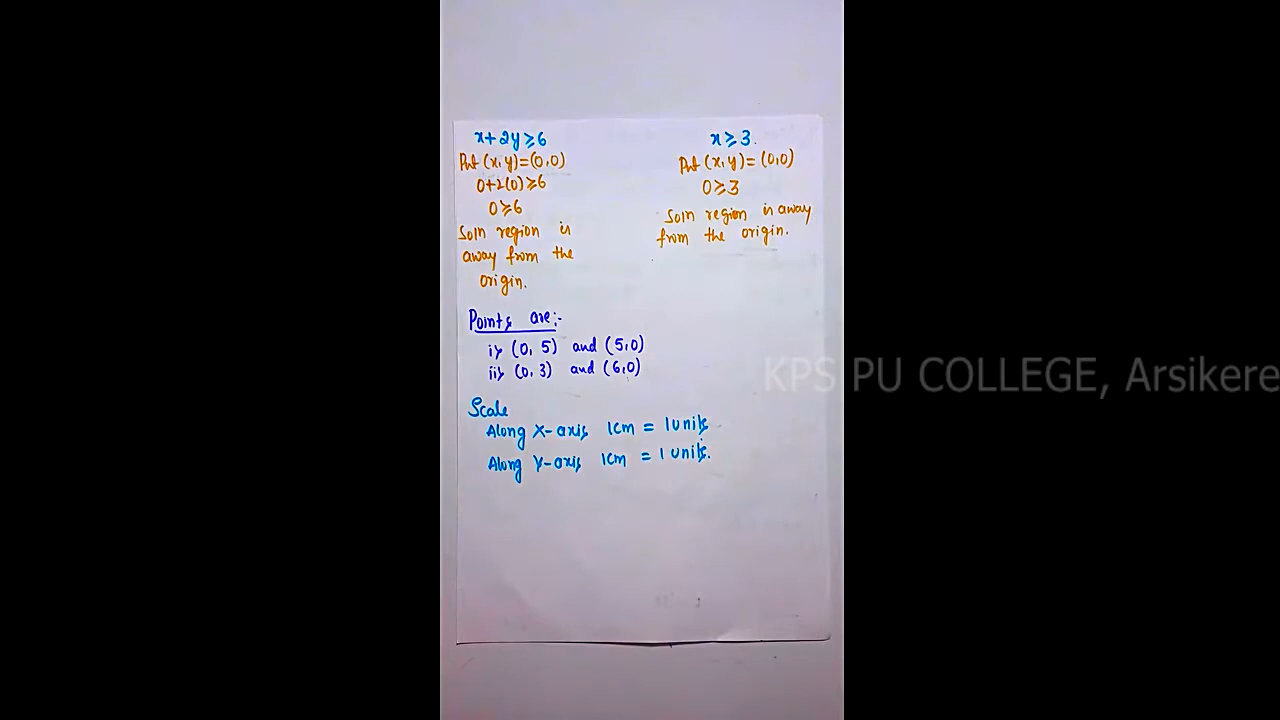 x+2y≥6
Put (x,y)=(0,0)
0+2(0)≥6
0≥6
Soln region is
away from the
origin.
x≥3.
Put (x,y)=(0,0)
0≥3
Soln region is away
from the origin.
Points are:-
i> (0, 5) and (5,0)
ii> (0, 3) and (6,0)
Scale
Along X-axis 1cm = 1units
Along Y-axis 1cm = 1 units.
KPS PU COLLEGE, Arsikere